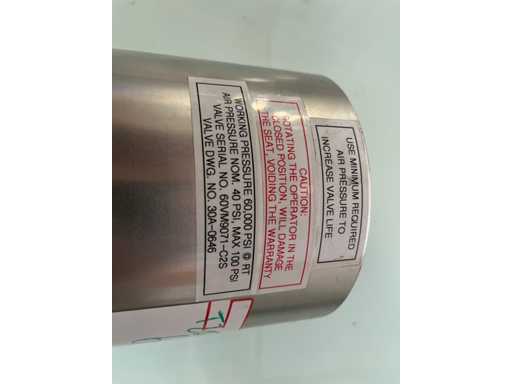 USE MINIMUM REQUIRED
AIR PRESSURE TO
INCREASE VALVE LIFE
CAUTION:
ROTATING THE OPERATOR IN THE
CLOSED POSITION, WILL DAMAGE
THE SEAT, VOIDING THE WARRANTY
WORKING PRESSURE 60,000 PSI @ RT
AIR PRESSURE NOM. 40 PSI, MAX 100 PSI
VALVE SERIAL NO. 60VM9071-C2S
VALVE DWG. NO. 30A-0646